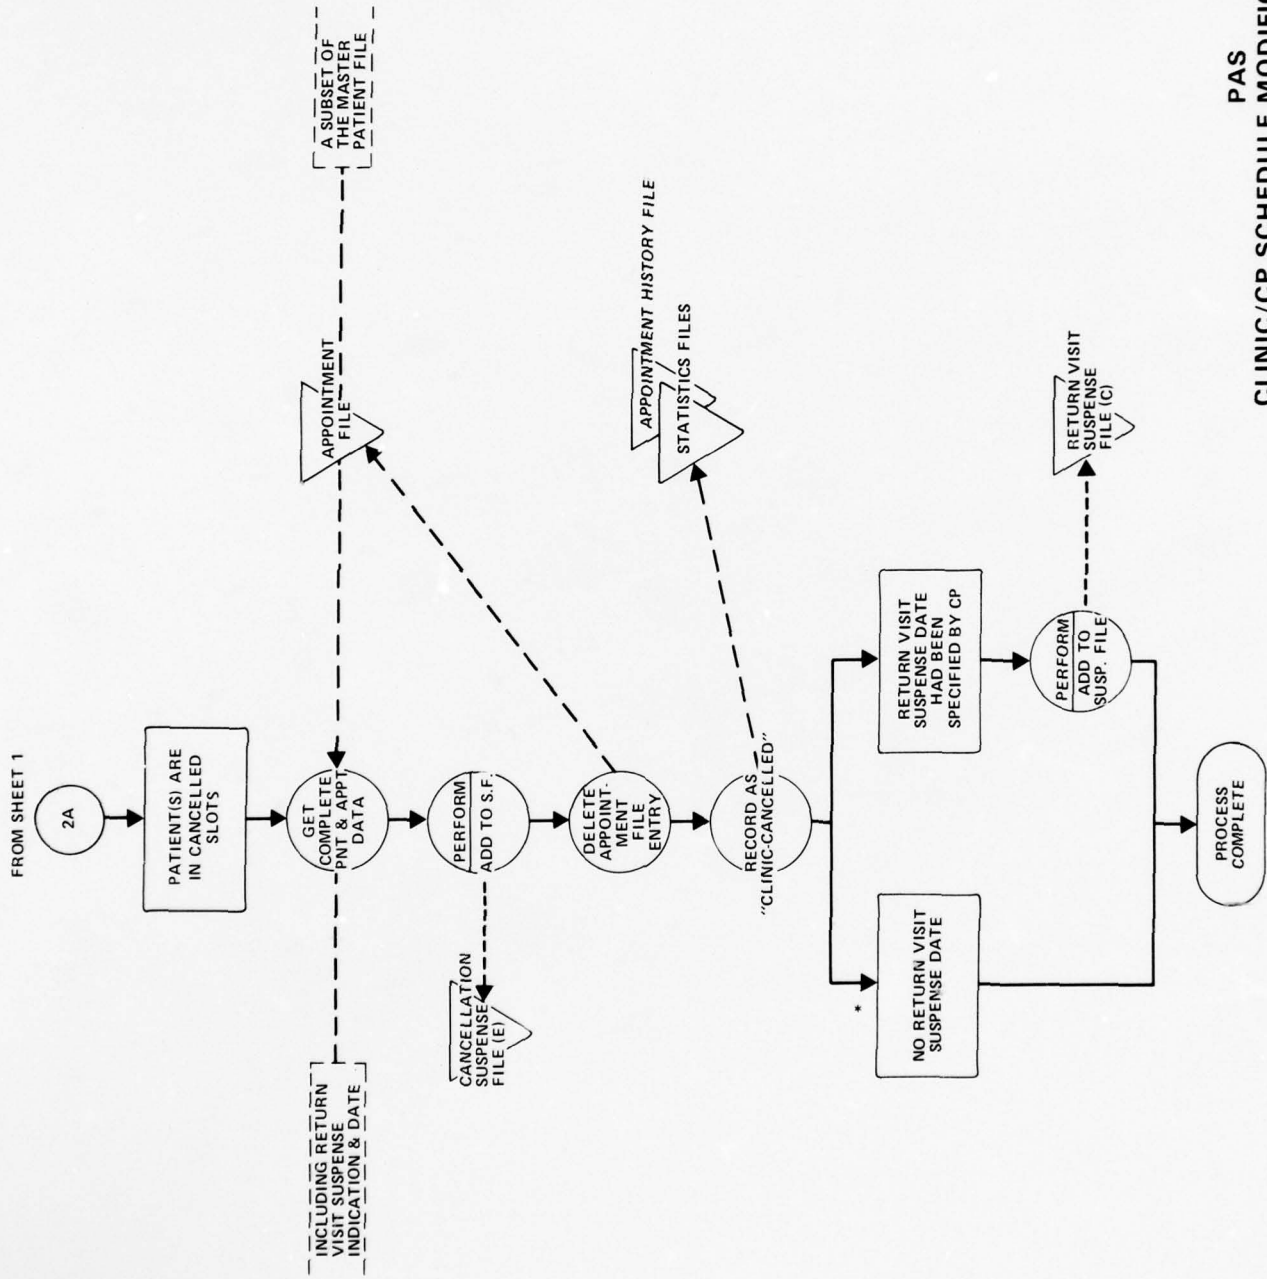 FROM SHEET 1
2A
PATIENT(S) ARE
IN CANCELLED
SLOTS
INCLUDING RETURN
VISIT SUSPENSE
INDICATION & DATE
GET
COMPLETE
PNT & APPT
DATA
APPOINTMENT
FILE
A SUBSET OF
THE MASTER
PATIENT FILE
CANCELLATION
SUSPENSE
FILE (E)
PERFORM
ADD TO S.F.
DELETE
APPOINT-
MENT
FILE
ENTRY
RECORD AS
"CLINIC-CANCELLED"
APPOINTMENT HISTORY FILE
STATISTICS FILES
*
NO RETURN VISIT
SUSPENSE DATE
RETURN VISIT
SUSPENSE DATE
HAD BEEN
SPECIFIED BY CP
PERFORM
ADD TO
SUSP. FILE
RETURN VISIT
SUSPENSE
FILE (C)
PROCESS
COMPLETE
PAS
CLINIC/CP SCHEDULE